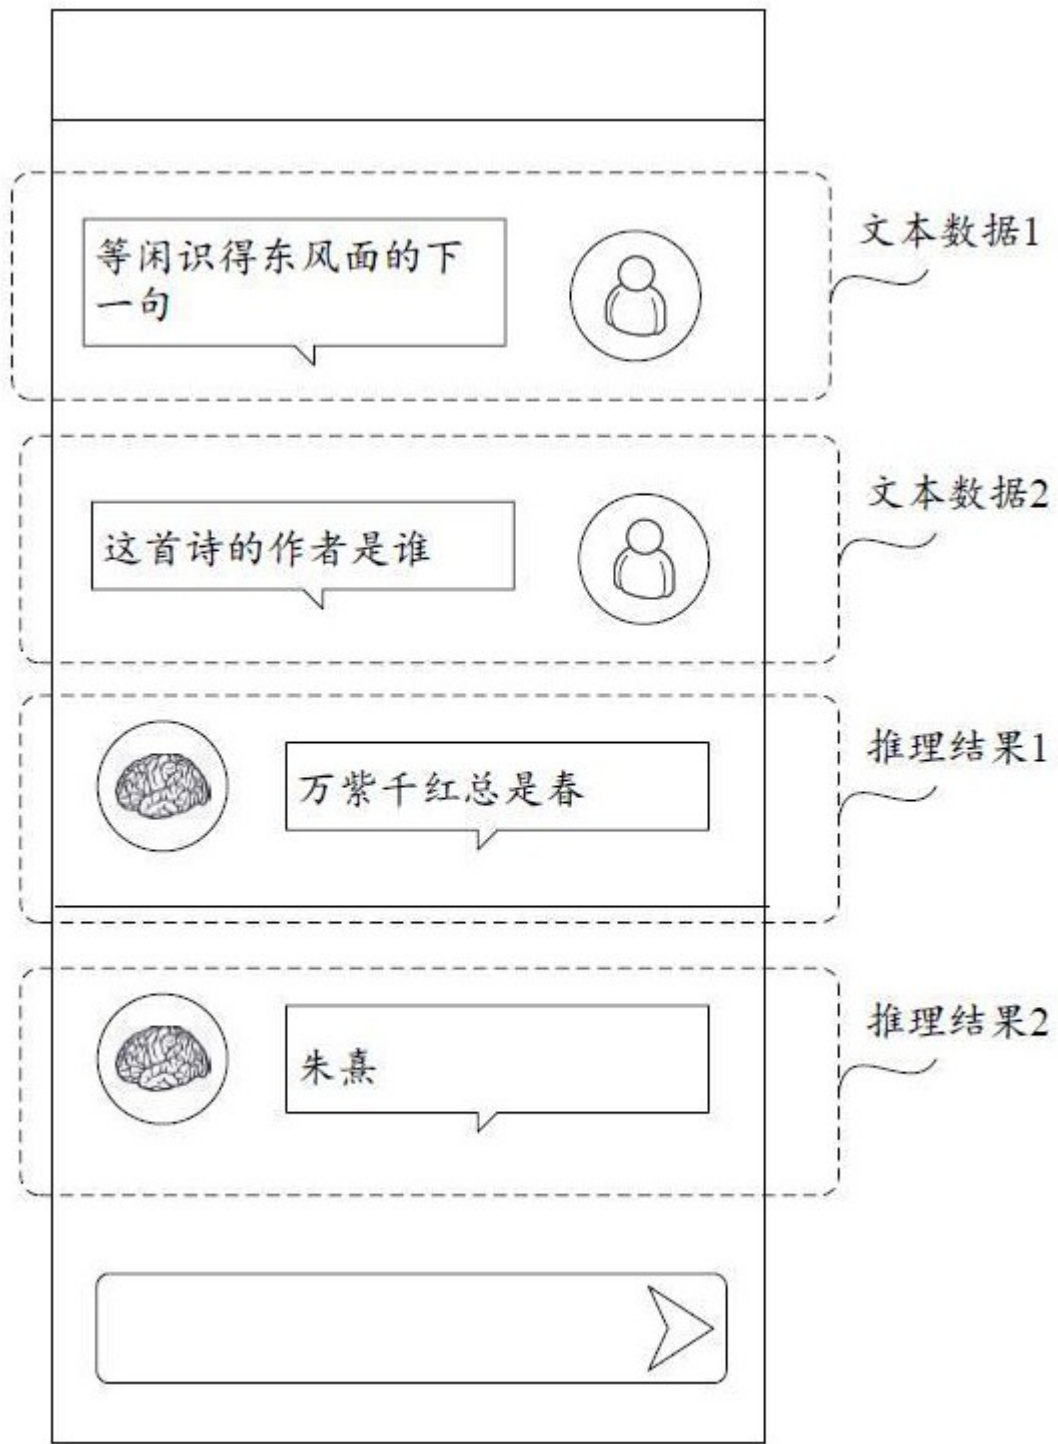 等闲识得东风面的下
一句
文本数据1
这首诗的作者是谁
文本数据2
万紫千红总是春
推理结果1
朱熹
推理结果2